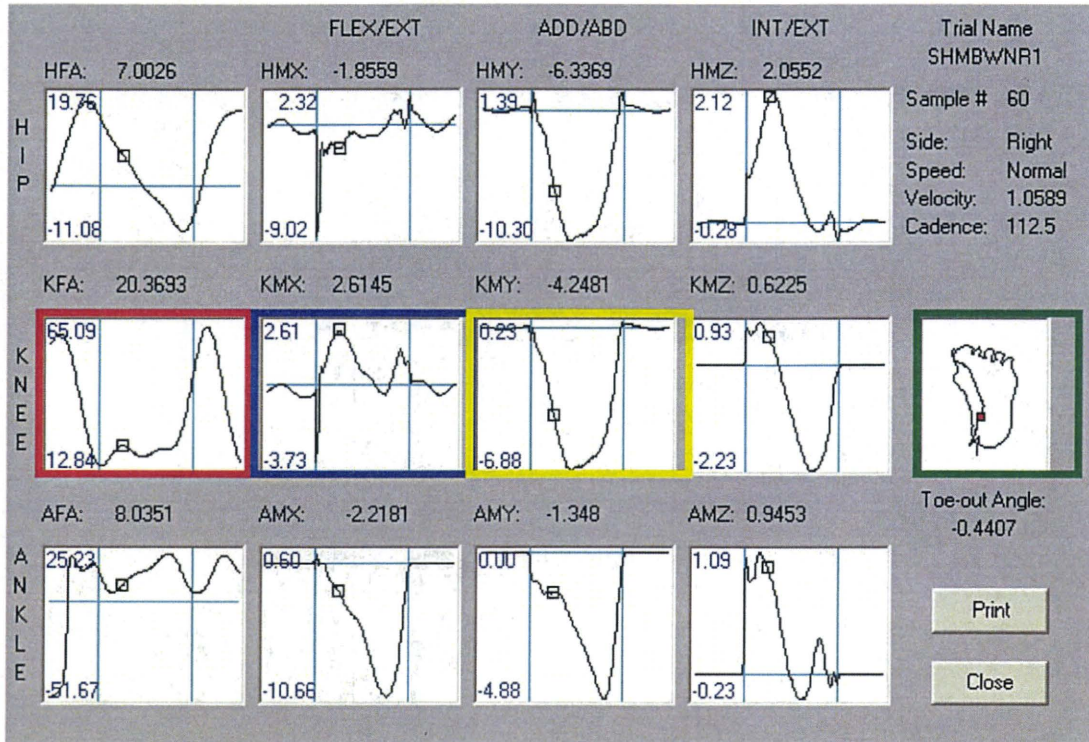 FLEX/EXT ADD/ABD INT/EXT Trial Name
SHMBWNR1
HFA: 7.0026 HMX: -1.8559 HMY: -6.3369 HMZ: 2.0552
19.76 2.32 1.39 2.12 Sample # 60
HIP
Side: Right
Speed: Normal
Velocity: 1.0589
-11.08 -9.02 -10.30 -0.28 Cadence: 112.5
KFA: 20.3693 KMX: 2.6145 KMY: -4.2481 KMZ: 0.6225
65.09 2.61 0.23 0.93
KNEE
12.84 -3.73 -6.88 -2.23
Toe-out Angle:
-0.4407
AFA: 8.0351 AMX: -2.2181 AMY: -1.348 AMZ: 0.9453
25.23 0.60 0.00 1.09
ANKLE
Print
-51.67 -10.66 -4.88 -0.23
Close